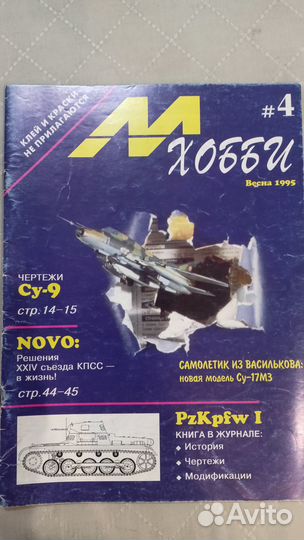 КЛЕЙ И КРАСКИ
НЕ ПРИЛАГАЮТСЯ
М ХОББИ
#4
Весна 1995
ЧЕРТЕЖИ
Су-9
стр.14-15
NOVO:
Решения
XXIV съезда КПСС —
в жизнь!
стр.44-45
САМОЛЕТИК ИЗ ВАСИЛЬКОВА:
новая модель Су-17М3
PzKpfw I
КНИГА В ЖУРНАЛЕ:
История
Чертежи
Модификации
Avito